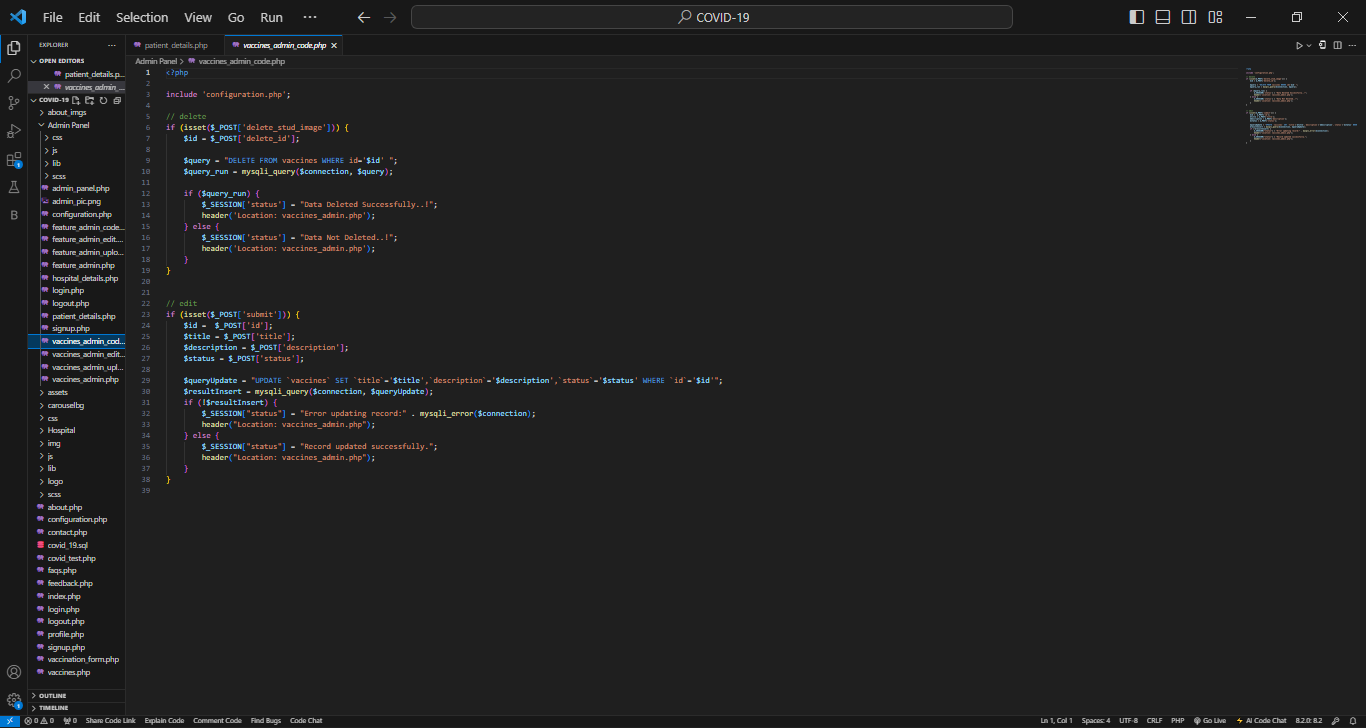 File Edit Selection View Go Run ···
COVID-19
EXPLORER ···
OPEN EDITORS
patient_details.p...
vaccines_admin_...
COVID-19
about_imgs
Admin Panel
css
js
lib
scss
admin_panel.php
admin_pic.png
configuration.php
feature_admin_code...
feature_admin_edit....
feature_admin_uplo...
feature_admin.php
hospital_details.php
login.php
logout.php
patient_details.php
signup.php
vaccines_admin_cod...
vaccines_admin_edit...
vaccines_admin_upl...
vaccines_admin.php
assets
carouselbg
css
Hospital
img
js
lib
logo
scss
about.php
configuration.php
contact.php
covid_19.sql
covid_test.php
faqs.php
feedback.php
index.php
login.php
logout.php
profile.php
signup.php
vaccination_form.php
vaccines.php
OUTLINE
TIMELINE
patient_details.php vaccines_admin_code.php
Admin Panel > vaccines_admin_code.php
1 <?php
2
3 include 'configuration.php';
4
5 // delete
6 if (isset($_POST['delete_stud_image'])) {
7 $id = $_POST['delete_id'];
8
9 $query = "DELETE FROM vaccines WHERE id='$id' ";
10 $query_run = mysqli_query($connection, $query);
11
12 if ($query_run) {
13 $_SESSION['status'] = "Data Deleted Successfully..!";
14 header('Location: vaccines_admin.php');
15 } else {
16 $_SESSION['status'] = "Data Not Deleted..!";
17 header('Location: vaccines_admin.php');
18 }
19 }
20
21
22 // edit
23 if (isset($_POST['submit'])) {
24 $id =  $_POST['id'];
25 $title = $_POST['title'];
26 $description = $_POST['description'];
27 $status = $_POST['status'];
28
29 $queryUpdate = "UPDATE `vaccines` SET `title`='$title',`description`='$description',`status`='$status' WHERE `id`='$id'";
30 $resultInsert = mysqli_query($connection, $queryUpdate);
31 if (!$resultInsert) {
32 $_SESSION["status"] = "Error updating record:" . mysqli_error($connection);
33 header("Location: vaccines_admin.php");
34 } else {
35 $_SESSION["status"] = "Record updated successfully.";
36 header("Location: vaccines_admin.php");
37 }
38 }
39
0 0 0 Share Code Link Explain Code Comment Code Find Bugs Code Chat Ln 1, Col 1 Spaces: 4 UTF-8 CRLF PHP Go Live AI Code Chat 8.2.0: 8.2